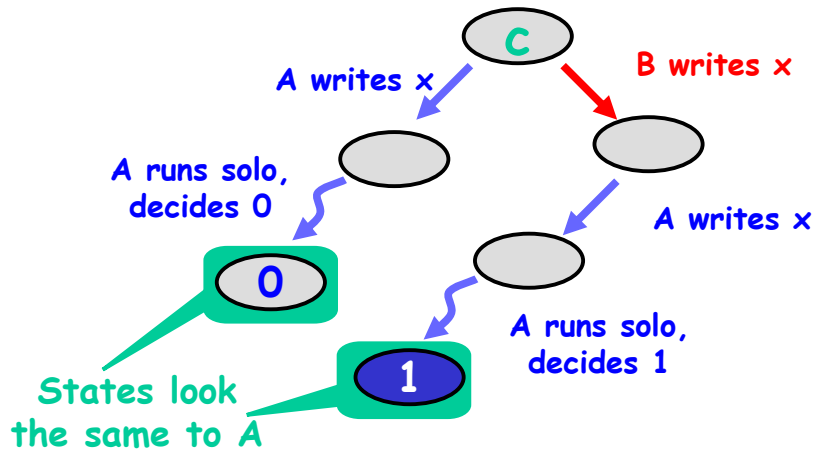 c
A writes x
B writes x
A runs solo,
decides 0
A writes x
0
A runs solo,
decides 1
1
States look
the same to A